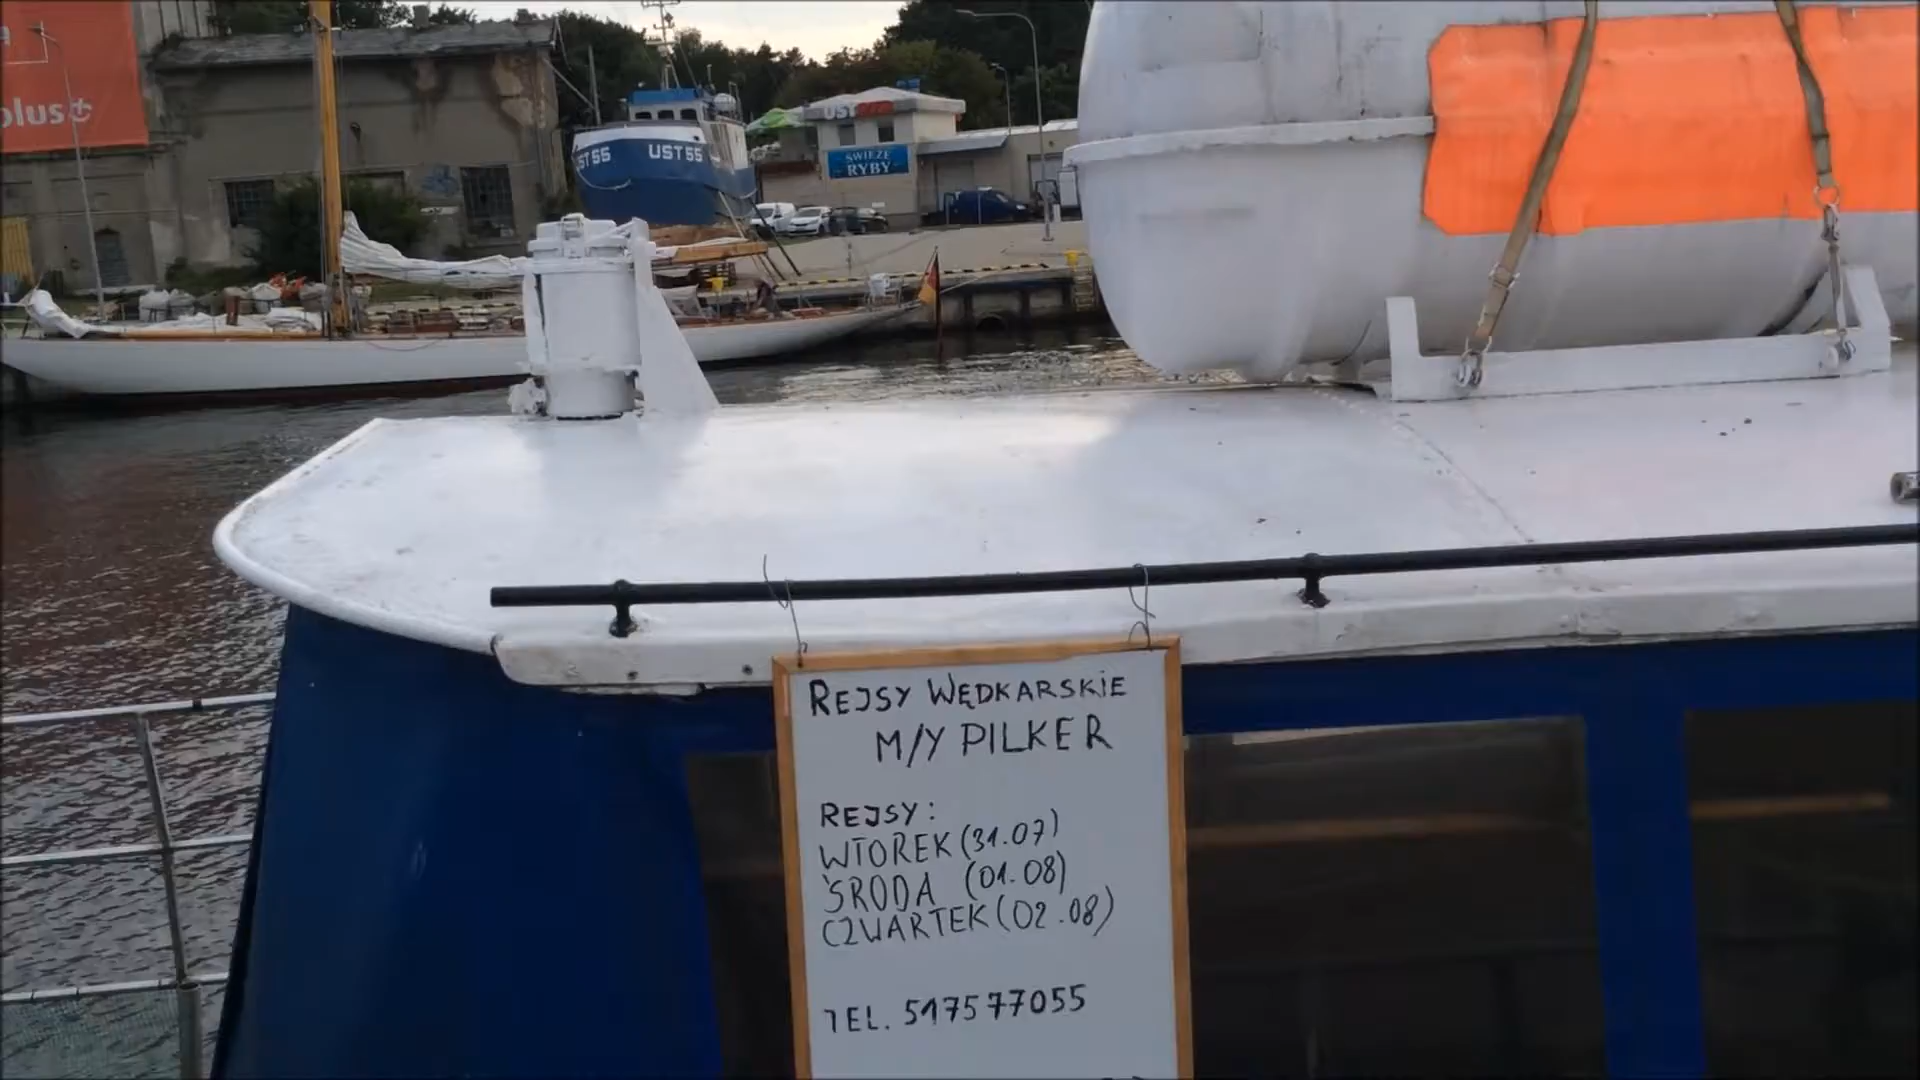 plus
UST 55
UST 55
UST
ŚWIEŻE
RYBY
REJSY WĘDKARSKIE
M/Y PILKER
REJSY:
WTOREK (31.07)
ŚRODA (01.08)
CZWARTEK (02.08)
TEL. 517577055